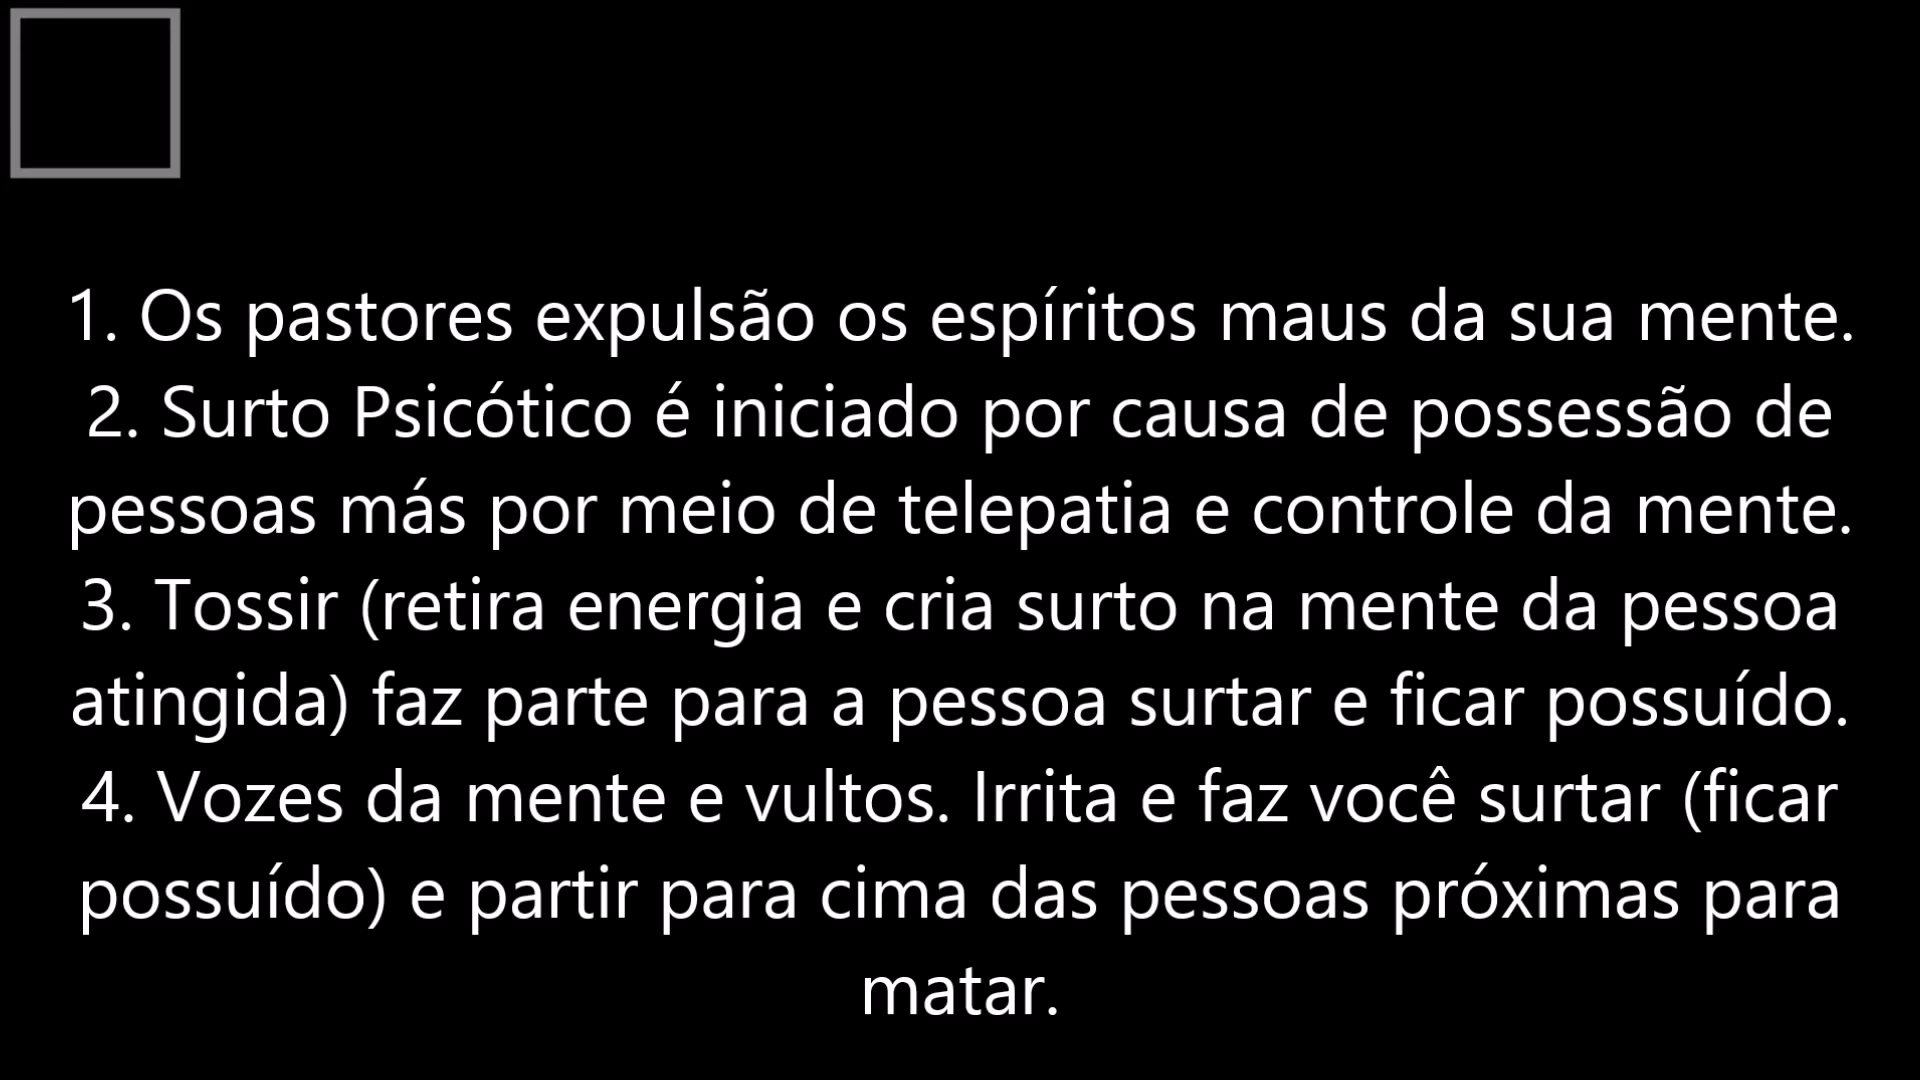 1. Os pastores expulsão os espíritos maus da sua mente.
2. Surto Psicótico é iniciado por causa de possessão de
pessoas más por meio de telepatia e controle da mente.
3. Tossir (retira energia e cria surto na mente da pessoa
atingida) faz parte para a pessoa surtar e ficar possuído.
4. Vozes da mente e vultos. Irrita e faz você surtar (ficar
possuído) e partir para cima das pessoas próximas para
matar.